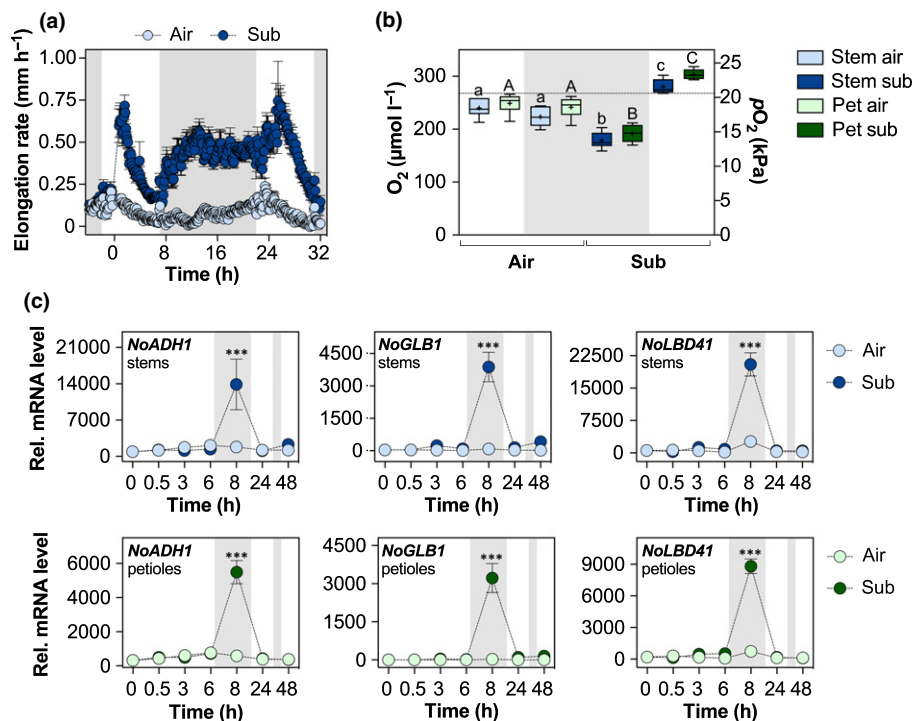 (a)
Air Sub
Elongation rate (mm h−1)
1.00
0.75
0.50
0.25
0
0 8 16 24 32
Time (h)
(b)
O2 (μmol l−1)
300
200
100
0
a A a A b B c C
25
20
15
10
5
0
pO2 (kPa)
Air Sub
Stem air
Stem sub
Pet air
Pet sub
(c)
Rel. mRNA level
NoADH1
stems
***
21000
14000
7000
0
0 0.5 3 6 8 24 48
Time (h)
NoGLB1
stems
***
4500
3000
1500
0
0 0.5 3 6 8 24 48
Time (h)
NoLBD41
stems
***
22500
15000
7500
0
0 0.5 3 6 8 24 48
Time (h)
Air
Sub
Rel. mRNA level
NoADH1
petioles
***
6000
4000
2000
0
0 0.5 3 6 8 24 48
Time (h)
NoGLB1
petioles
***
4500
3000
1500
0
0 0.5 3 6 8 24 48
Time (h)
NoLBD41
petioles
***
9000
6000
3000
0
0 0.5 3 6 8 24 48
Time (h)
Air
Sub